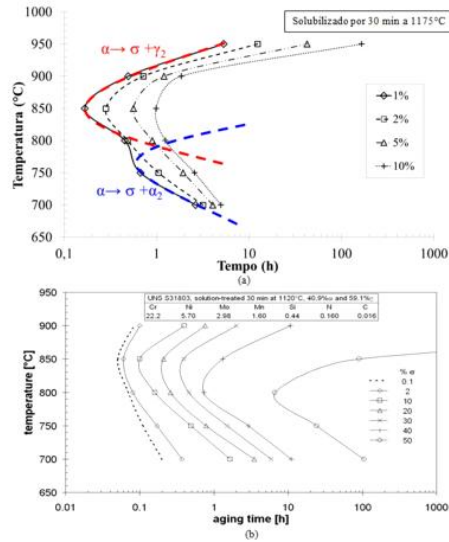 (a)
Solubilizado por 30 min a 1175°C
1000
950
900
850
800
750
700
650
Temperatura (°C)
α→ σ +γ2
α→ σ +α2
1%
2%
5%
10%
0,1
1
10
100
1000
Tempo (h)
(a)
UNS S31803, solution-treated 30 min at 1120°C, 40.9%α and 59.1%γ
Cr Ni Mo Mn Si N C
22.2 5.70 2.98 1.60 0.44 0.160 0.016
950
900
850
800
750
700
650
temperature [°C]
% σ
0.1
2
10
20
30
40
50
0.01
0.1
1
10
100
1000
aging time [h]
(b)